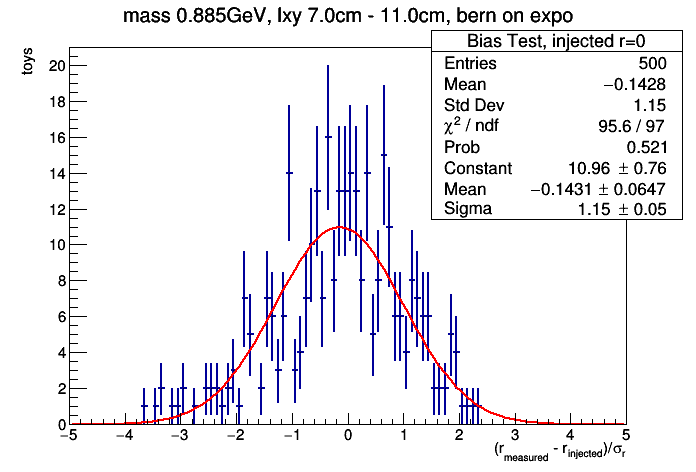 mass 0.885GeV, lxy 7.0cm - 11.0cm, bern on expo
Bias Test, injected r=0
Entries 500
Mean −0.1428
Std Dev 1.15
χ² / ndf 95.6 / 97
Prob 0.521
Constant 10.96 ± 0.76
Mean −0.1431 ± 0.0647
Sigma 1.15 ± 0.05
toys
20
18
16
14
12
10
8
6
4
2
0
−5 −4 −3 −2 −1 0 1 2 3 4 5
(r_measured - r_injected)/σ_r